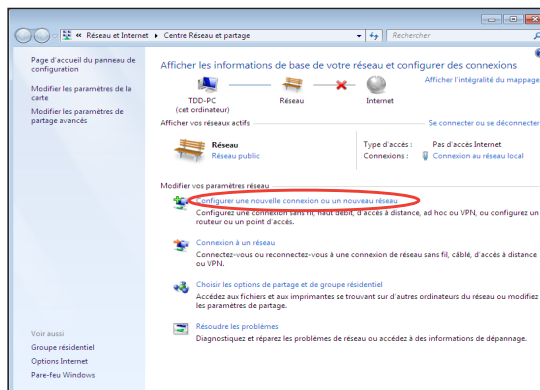 « Réseau et Internet ▸ Centre Réseau et partage
Rechercher
Page d'accueil du panneau de
configuration
Modifier les paramètres de la
carte
Modifier les paramètres de
partage avancés
Voir aussi
Groupe résidentiel
Options Internet
Pare-feu Windows
Afficher les informations de base de votre réseau et configurer des connexions
Afficher l'intégralité du mappage
TDD-PC
(cet ordinateur)
Réseau
Internet
Afficher vos réseaux actifs
Se connecter ou se déconnecter
Réseau
Réseau public
Type d'accès : Pas d'accès Internet
Connexions : Connexion au réseau local
Modifier vos paramètres réseau
Configurer une nouvelle connexion ou un nouveau réseau
Configurez une connexion sans fil, haut débit, d'accès à distance, ad hoc ou VPN, ou configurez un
routeur ou un point d'accès.
Connexion à un réseau
Connectez-vous ou reconnectez-vous à une connexion de réseau sans fil, câblé, d'accès à distance
ou VPN.
Choisir les options de partage et de groupe résidentiel
Accédez aux fichiers et aux imprimantes se trouvant sur d'autres ordinateurs du réseau ou modifiez
les paramètres de partage.
Résoudre les problèmes
Diagnostiquez et réparez les problèmes de réseau ou accédez à des informations de dépannage.